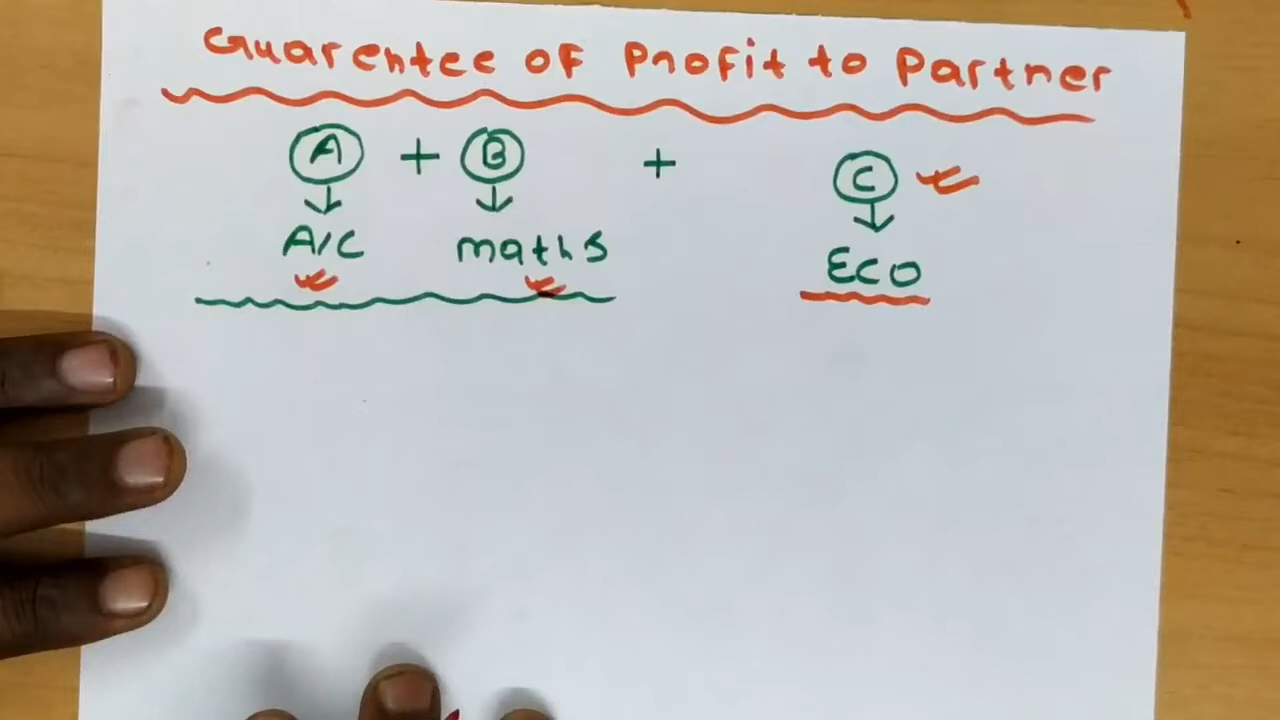 Guarentee of Profit to Partner
A + B + C
A/C maths ECO